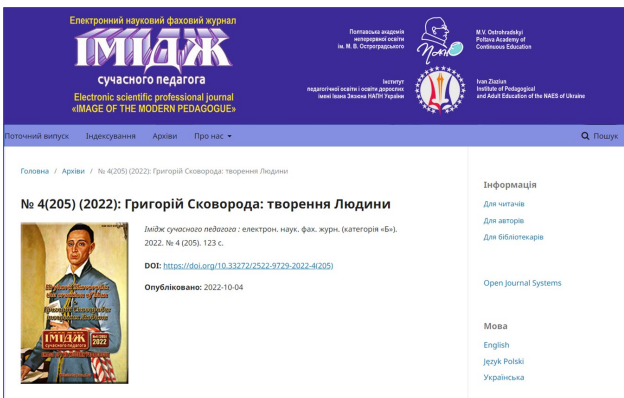 Електронний науковий фаховий журнал
ІМІДЖ
сучасного педагога
Electronic scientific professional journal
«IMAGE OF THE MODERN PEDAGOGUE»
Полтавська академія
неперервної освіти
ім. М. В. Остроградського
M.V. Ostrohradskyi
Poltava Academy of
Continuous Education
Інститут
педагогічної освіти і освіти дорослих
імені Івана Зязюна НАПН України
Ivan Ziaziun
Institute of Pedagogical
and Adult Education of the NAES of Ukraine
Поточний випуск Індексування Архіви Про нас Пошук
Головна / Архіви / № 4(205) (2022): Григорій Сковорода: творення Людини
№ 4(205) (2022): Григорій Сковорода: творення Людини
Імідж сучасного педагога : електрон. наук. фах. журн. (категорія «Б»),
2022. № 4 (205). 123 с.
DOI: https://doi.org/10.33272/2522-9729-2022-4(205)
Опубліковано: 2022-10-04
ІМІДЖ
сучасного педагога
2022
Інформація
Для читачів
Для авторів
Для бібліотекарів
Open Journal Systems
Мова
English
Język Polski
Українська